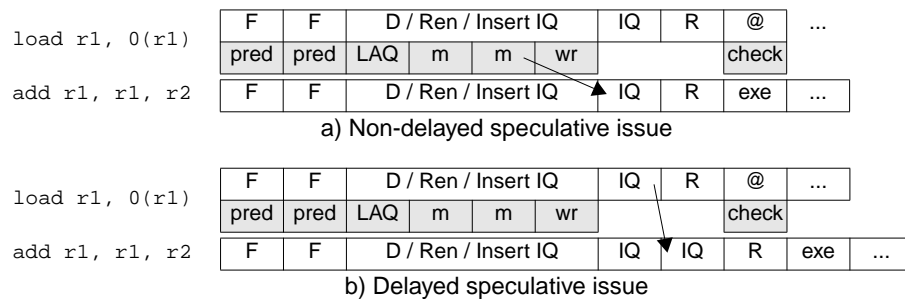 F F D / Ren / Insert IQ IQ R @ ...
load r1, 0(r1)
pred pred LAQ m m wr check
add r1, r1, r2 F F D / Ren / Insert IQ IQ R exe ...
a) Non-delayed speculative issue
F F D / Ren / Insert IQ IQ R @ ...
load r1, 0(r1)
pred pred LAQ m m wr check
add r1, r1, r2 F F D / Ren / Insert IQ IQ IQ R exe ...
b) Delayed speculative issue